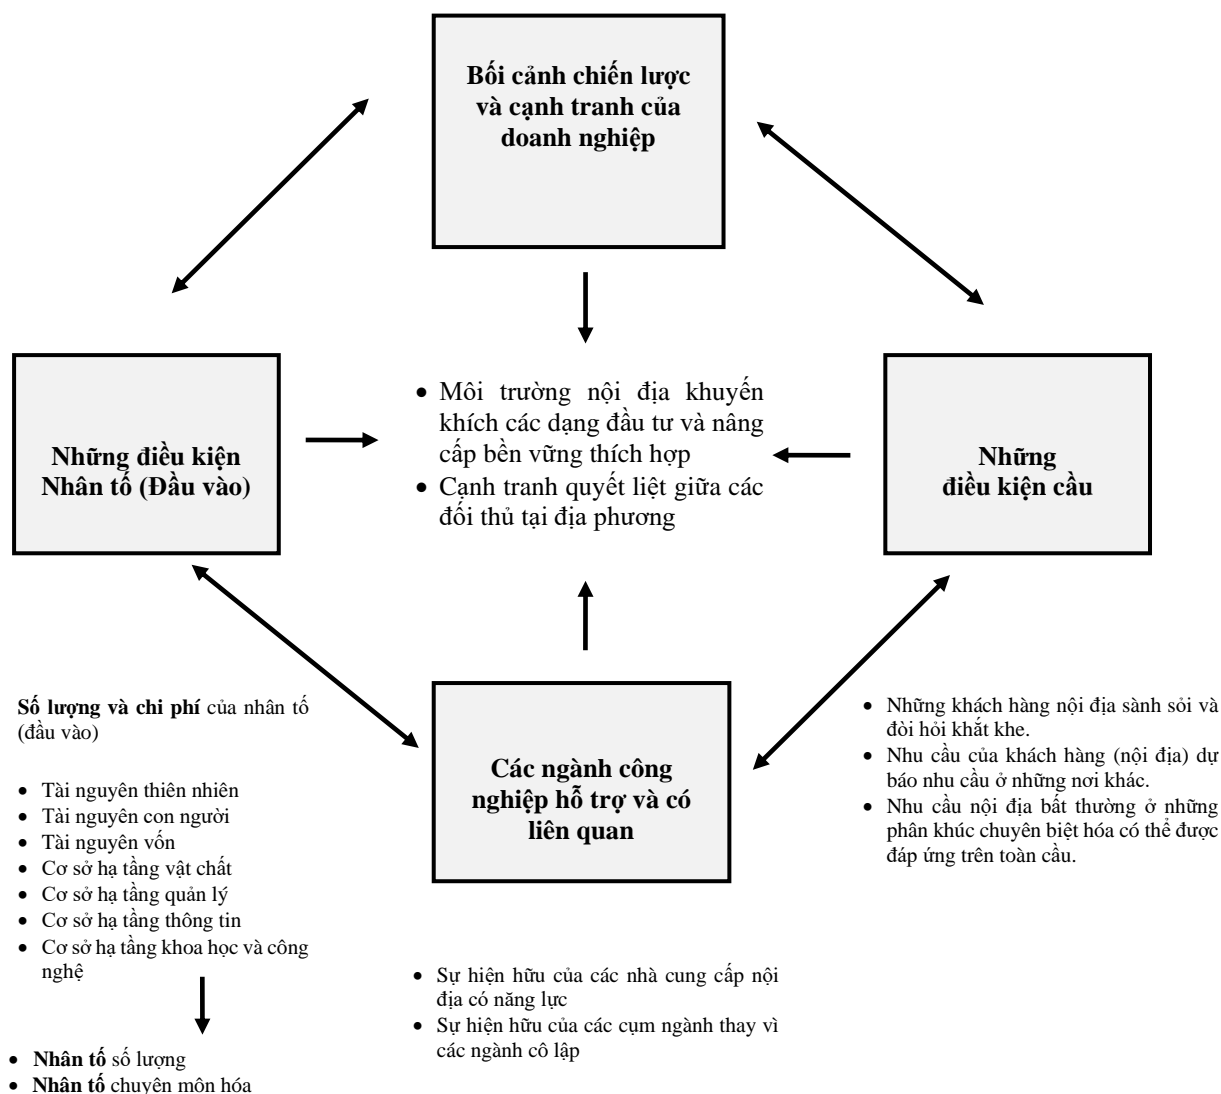 Bối cảnh chiến lược
và cạnh tranh của
doanh nghiệp
Những điều kiện
Nhân tố (Đầu vào)
• Môi trường nội địa khuyến
khích các dạng đầu tư và nâng
cấp bền vững thích hợp
• Cạnh tranh quyết liệt giữa các
đối thủ tại địa phương
Những
điều kiện cầu
Số lượng và chi phí của nhân tố
(đầu vào)
• Tài nguyên thiên nhiên
• Tài nguyên con người
• Tài nguyên vốn
• Cơ sở hạ tầng vật chất
• Cơ sở hạ tầng quản lý
• Cơ sở hạ tầng thông tin
• Cơ sở hạ tầng khoa học và công
nghệ
• Nhân tố số lượng
• Nhân tố chuyên môn hóa
Các ngành công
nghiệp hỗ trợ và có
liên quan
• Sự hiện hữu của các nhà cung cấp nội
địa có năng lực
• Sự hiện hữu của các cụm ngành thay vì
các ngành cô lập
• Những khách hàng nội địa sành sỏi và
đòi hỏi khắt khe.
• Nhu cầu của khách hàng (nội địa) dự
báo nhu cầu ở những nơi khác.
• Nhu cầu nội địa bất thường ở những
phân khúc chuyên biệt hóa có thể được
đáp ứng trên toàn cầu.